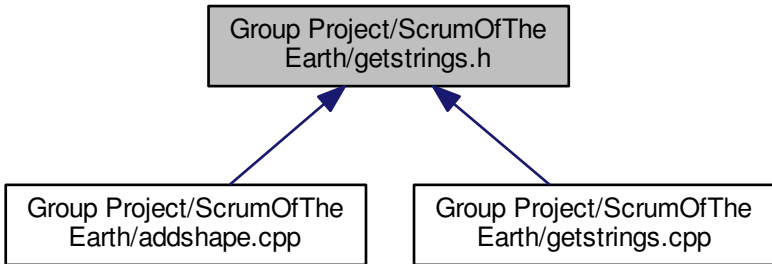 Group Project/ScrumOfThe
Earth/getstrings.h
Group Project/ScrumOfThe
Earth/addshape.cpp
Group Project/ScrumOfThe
Earth/getstrings.cpp